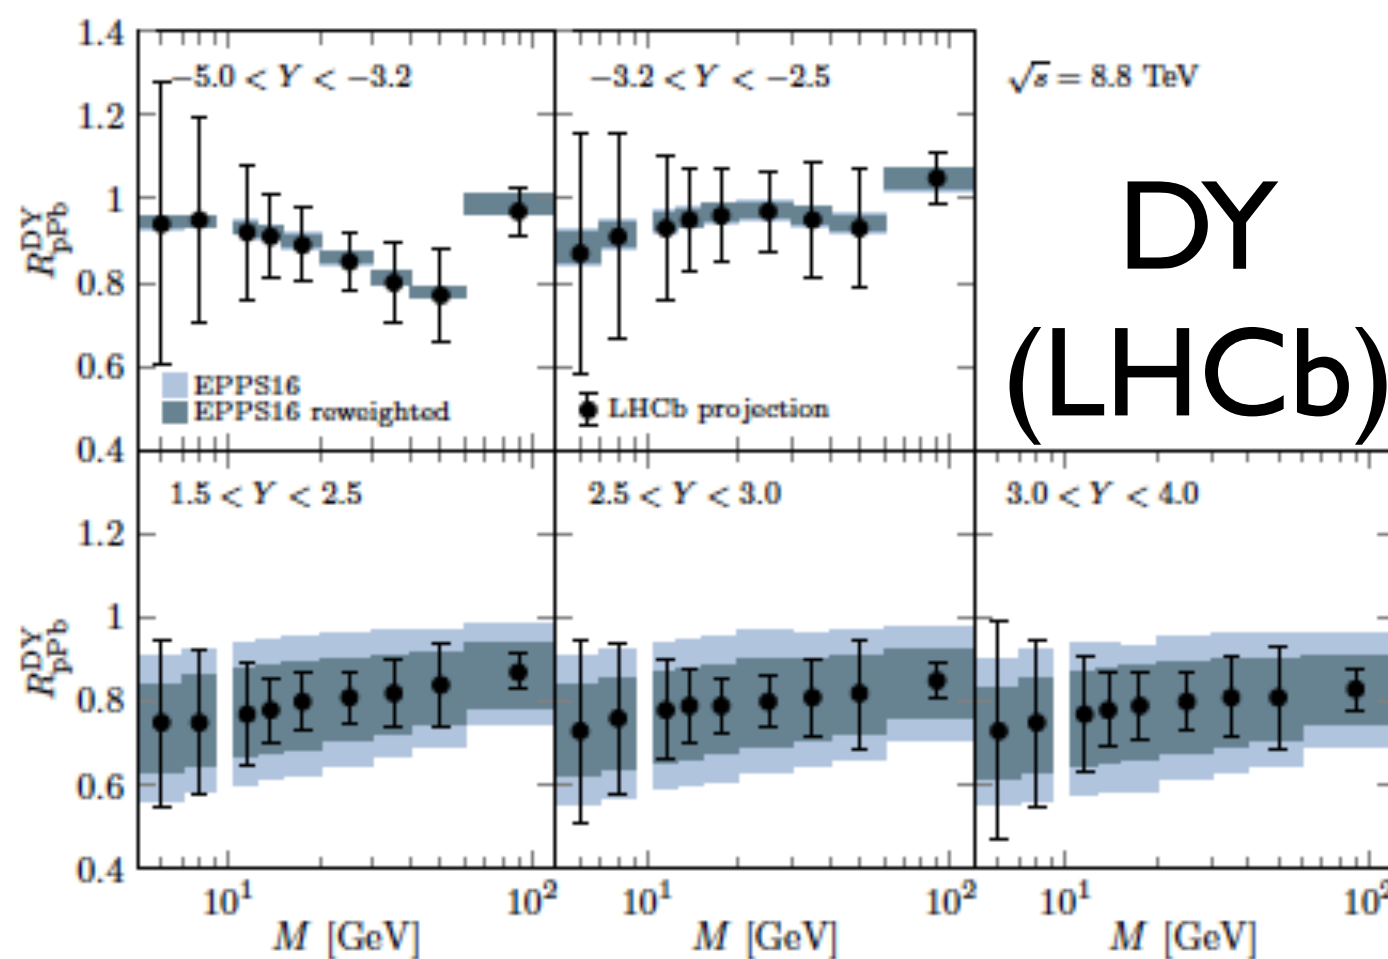 1.4
−5.0 < Y < −3.2
−3.2 < Y < −2.5
√s = 8.8 TeV
1.2
DY
(LHCb)
1
R^DY_pPb
0.8
0.6
EPPS16
EPPS16 reweighted
LHCb projection
0.4
1.5 < Y < 2.5
2.5 < Y < 3.0
3.0 < Y < 4.0
1.2
1
R^DY_pPb
0.8
0.6
0.4
10^1 10^2 10^1 10^2 10^1 10^2
M [GeV] M [GeV] M [GeV]